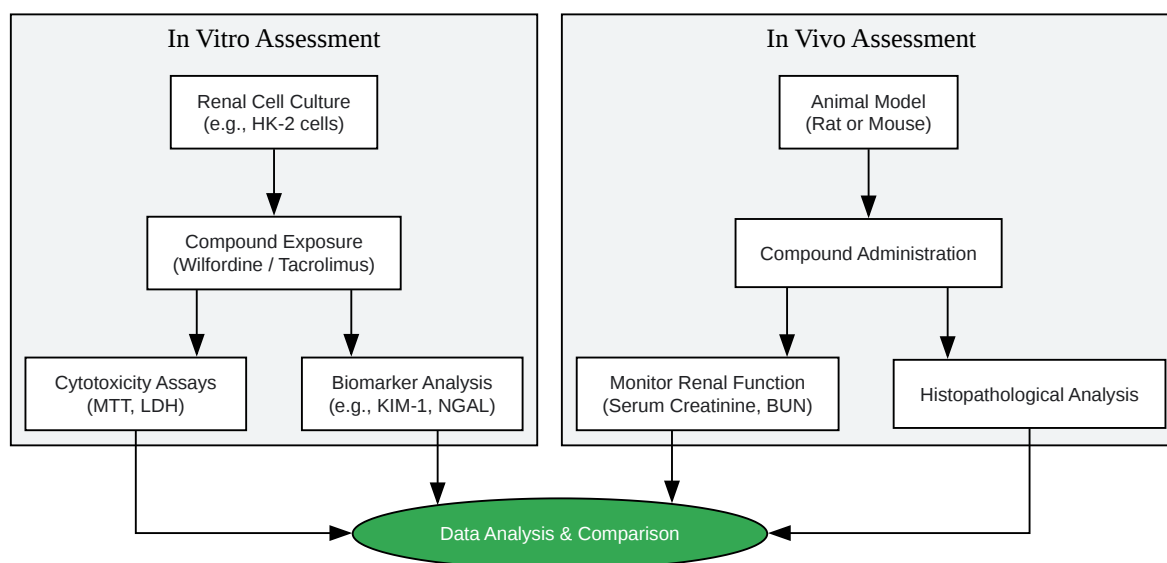 In Vitro Assessment
Renal Cell Culture
(e.g., HK-2 cells)
Compound Exposure
(Wilfordine / Tacrolimus)
Cytotoxicity Assays
(MTT, LDH)
Biomarker Analysis
(e.g., KIM-1, NGAL)
In Vivo Assessment
Animal Model
(Rat or Mouse)
Compound Administration
Monitor Renal Function
(Serum Creatinine, BUN)
Histopathological Analysis
Data Analysis & Comparison